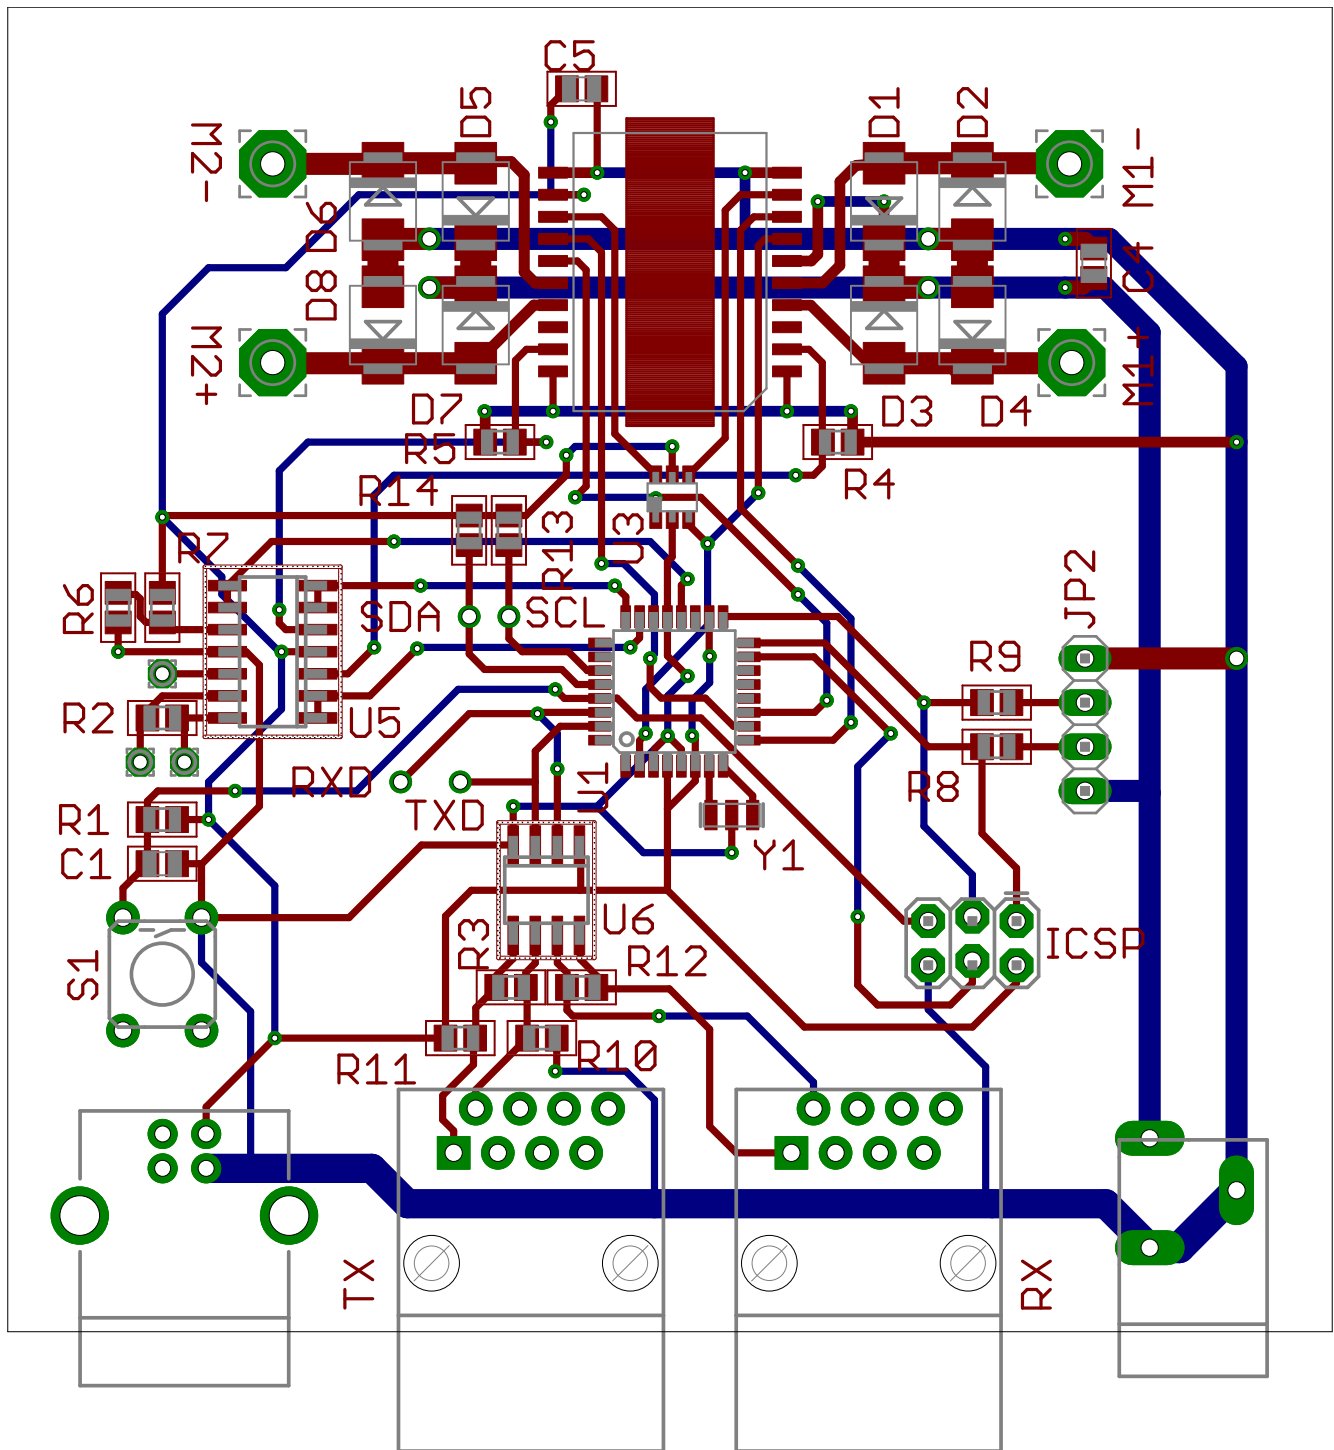 C5
D5
D1
D2
M2-
M1-
D6
D8
C4
M2+
M1+
D7
D3
D4
R5
R4
R14
R13
U3
R7
R6
SDA
SCL
JP2
R9
R2
U5
RXD
TXD
U1
R8
R1
C1
Y1
U6
R3
R12
ICSP
S1
R11
R10
TX
RX